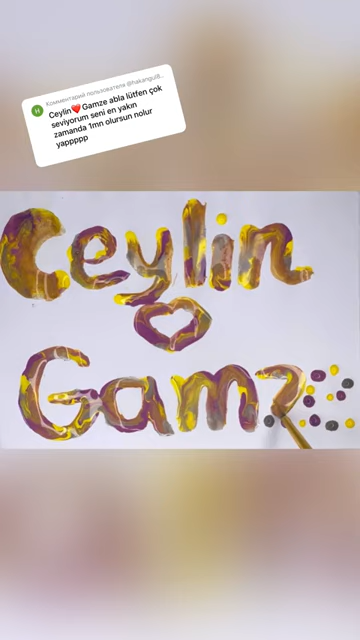 Комментарий пользователя @hakangul8...
Ceylin❤️Gamze abla lütfen çok
seviyorum seni en yakın
zamanda 1mn olursun nolur
yappppp
Ceylin
Gamz